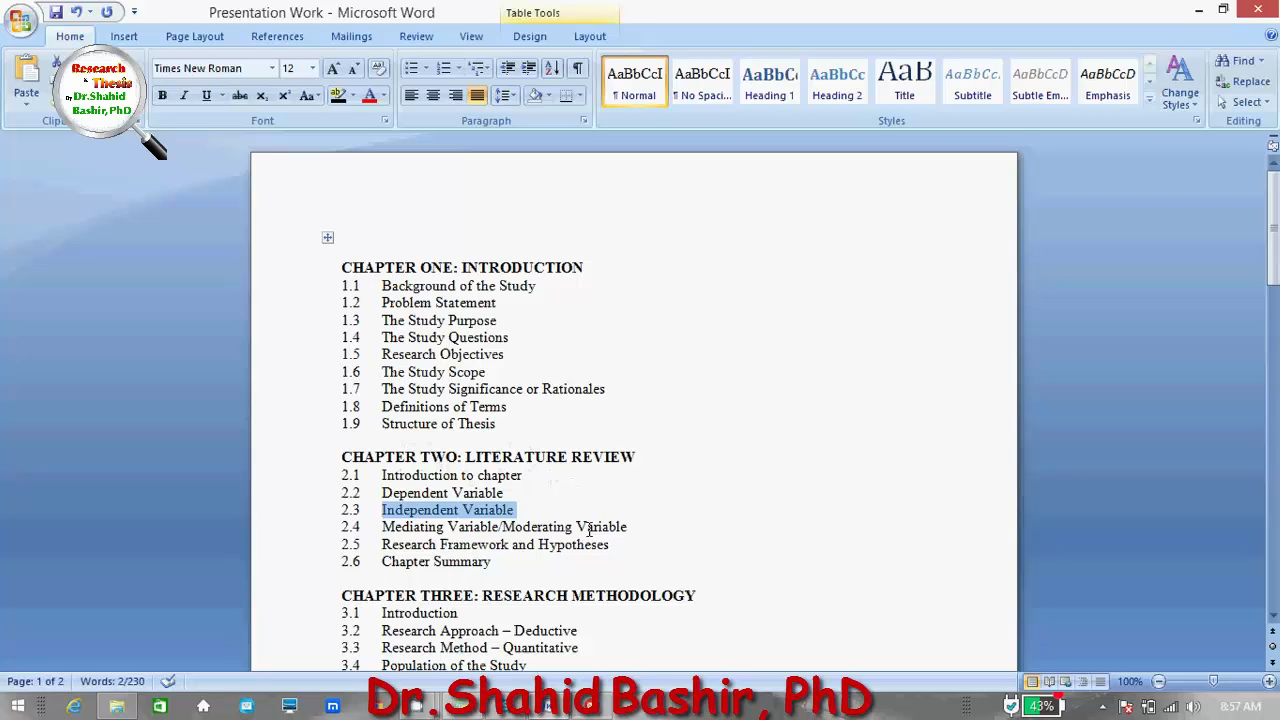 Presentation Work - Microsoft Word
Table Tools
Home Insert Page Layout References Mailings Review View Design Layout
Research
Thesis
By Dr.Shahid
Bashir, PhD
Paste
Times New Roman 12
AaBbCcI AaBbCcI AaBbCc AaBbCc AaB AaBbCc. AaBbCcD AaBbCcD
¶ Normal ¶ No Spaci... Heading 1 Heading 2 Title Subtitle Subtle Em... Emphasis
Change
Styles
Find
Replace
Select
Font Paragraph Styles Editing
CHAPTER ONE: INTRODUCTION
1.1 Background of the Study
1.2 Problem Statement
1.3 The Study Purpose
1.4 The Study Questions
1.5 Research Objectives
1.6 The Study Scope
1.7 The Study Significance or Rationales
1.8 Definitions of Terms
1.9 Structure of Thesis
CHAPTER TWO: LITERATURE REVIEW
2.1 Introduction to chapter
2.2 Dependent Variable
2.3 Independent Variable
2.4 Mediating Variable/Moderating Variable
2.5 Research Framework and Hypotheses
2.6 Chapter Summary
CHAPTER THREE: RESEARCH METHODOLOGY
3.1 Introduction
3.2 Research Approach – Deductive
3.3 Research Method – Quantitative
3.4 Population of the Study
Page: 1 of 2 Words: 2/230 100%
Dr.Shahid Bashir, PhD
43% 8:57 AM